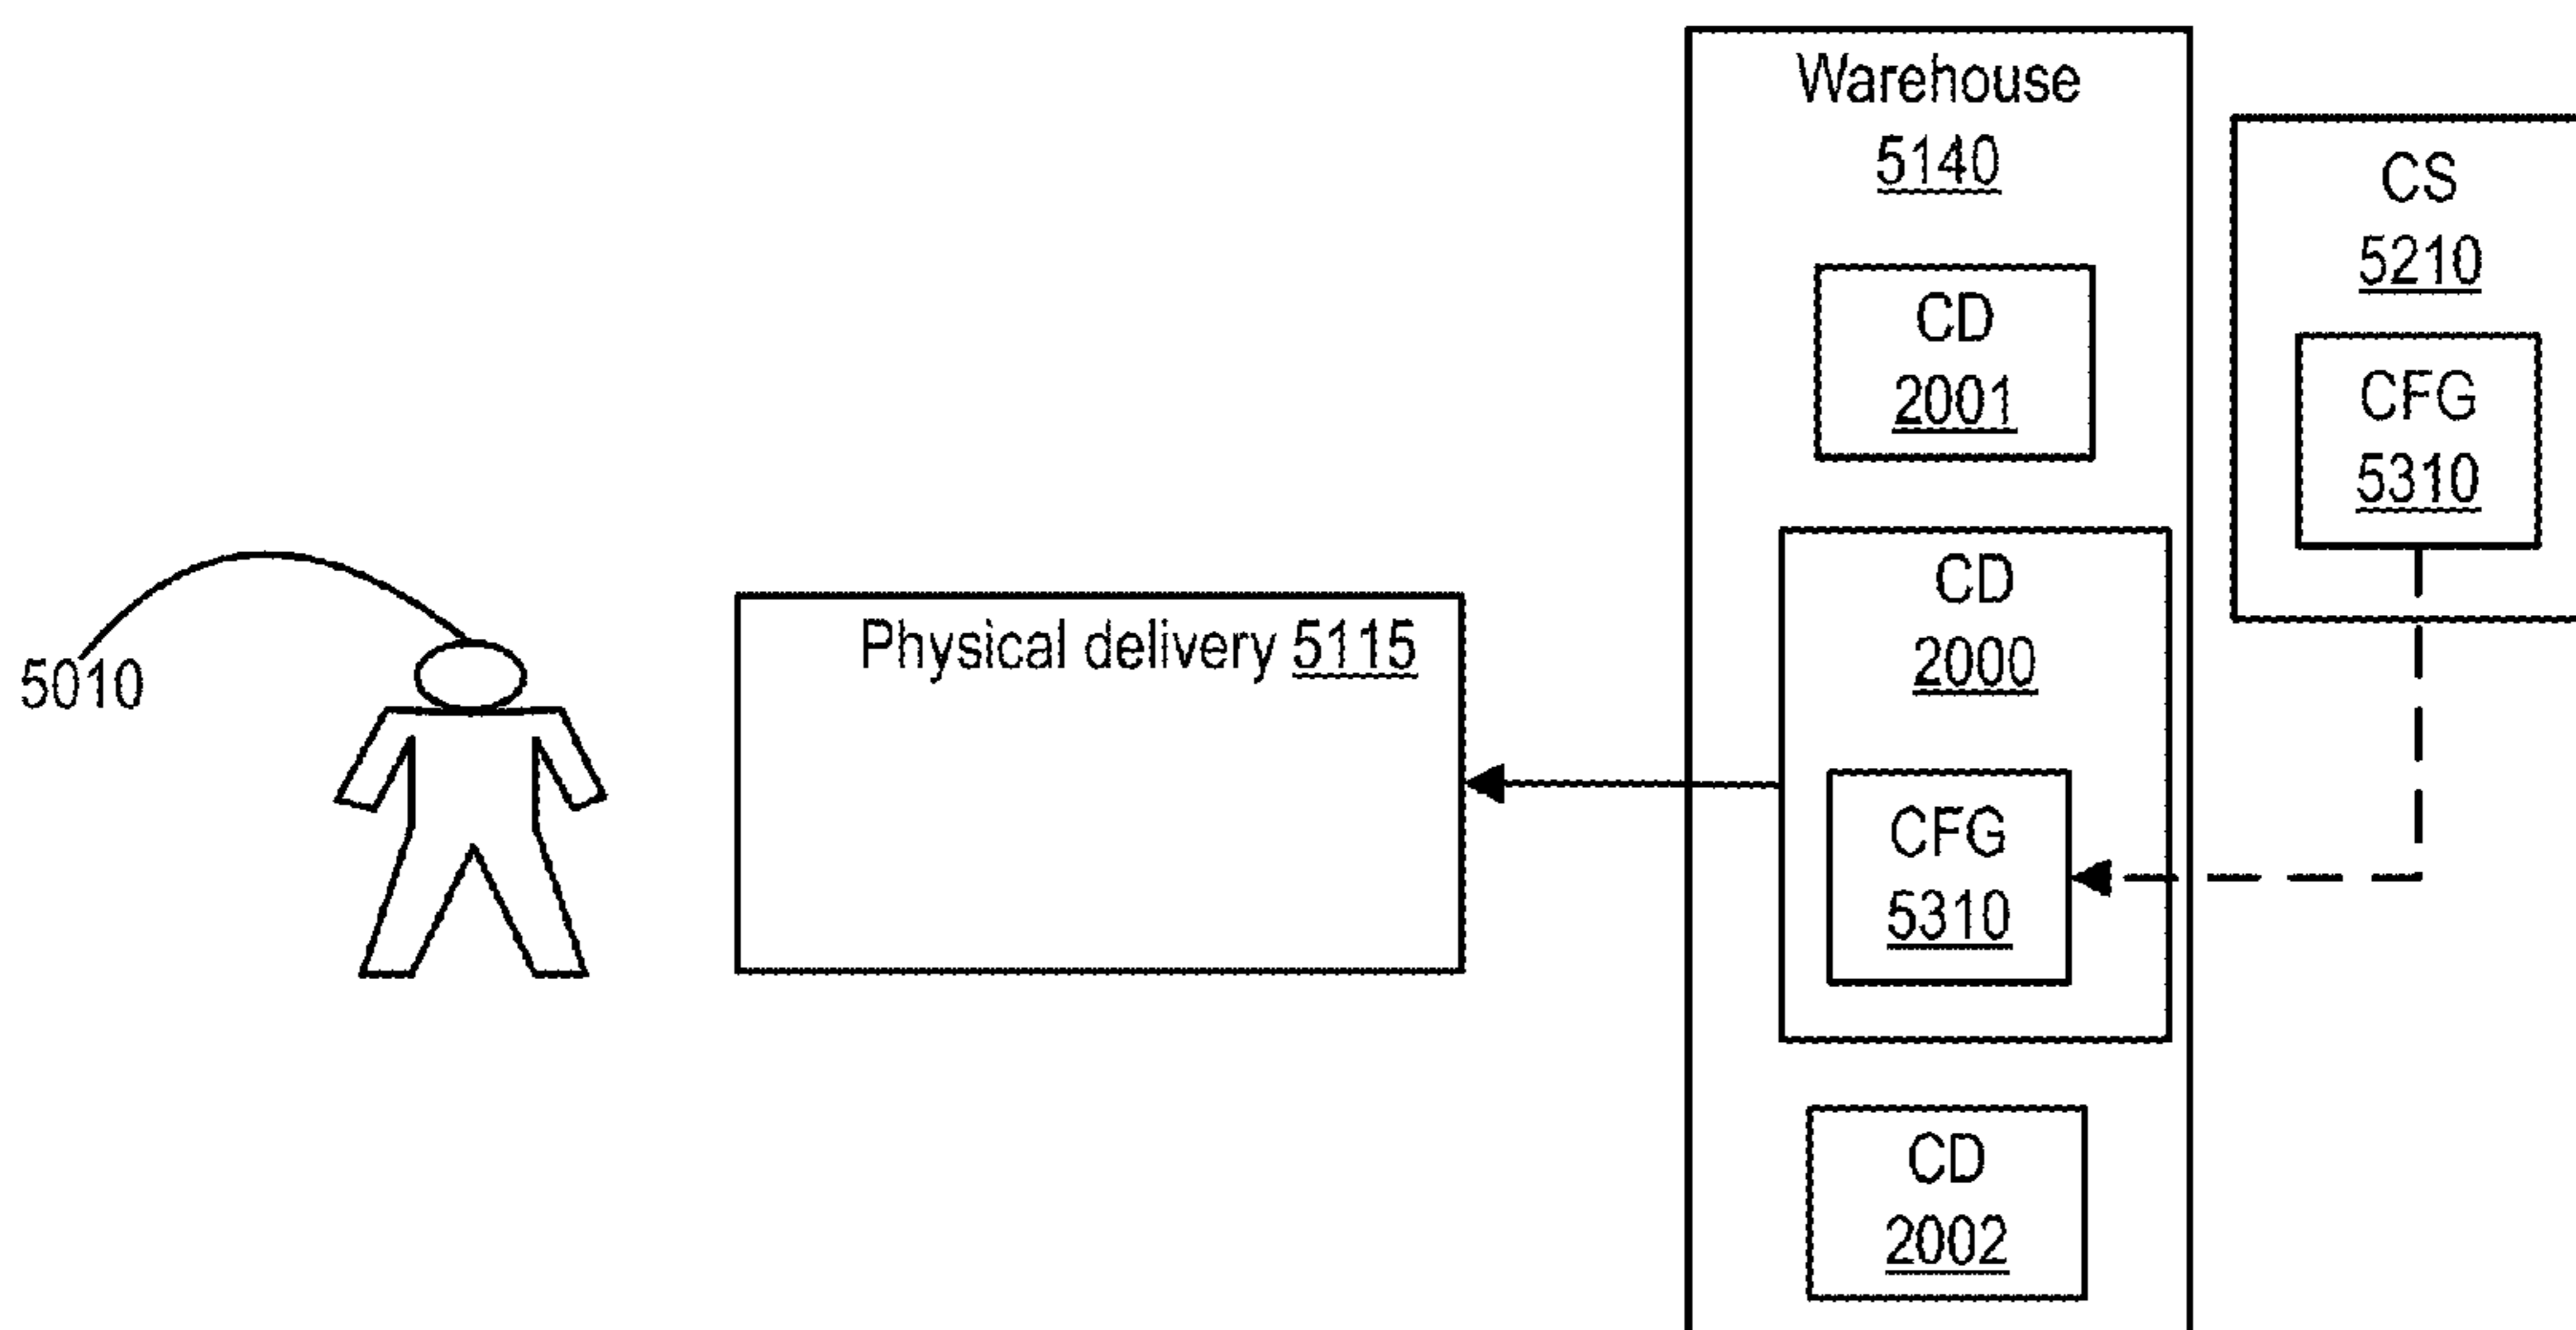 Warehouse
5140
CS
5210
CD
2001
CFG
5310
CD
2000
5010
Physical delivery 5115
CFG
5310
CD
2002